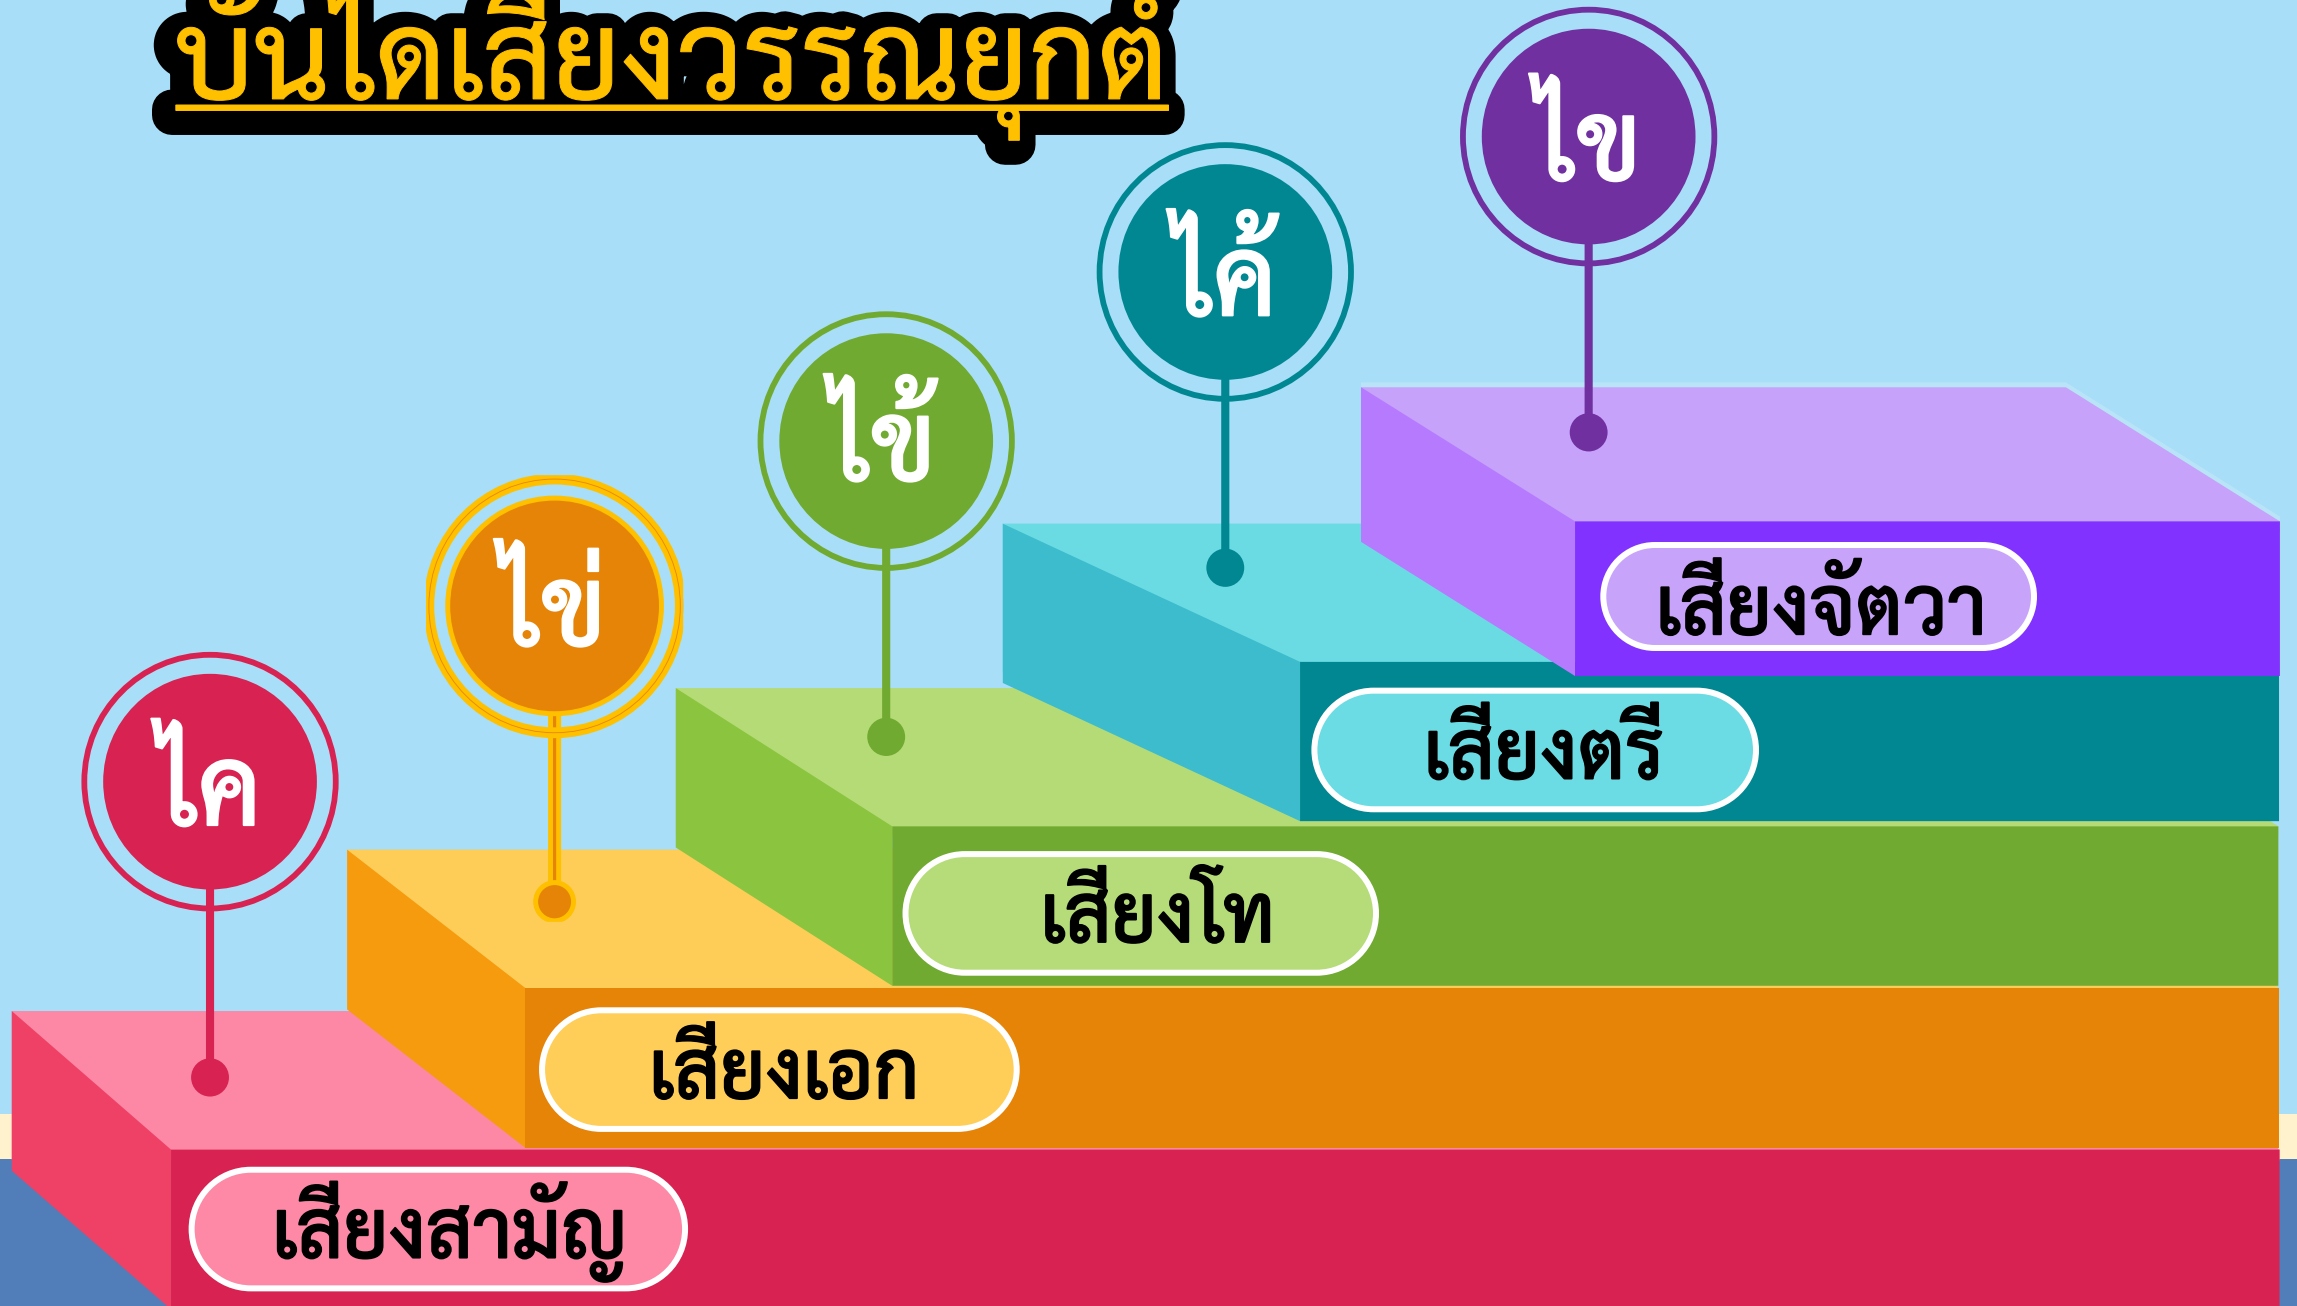 บันไดเสียงวรรณยุกต์
ไข
ไค้
ไข้
ไข่
ไค
เสียงจัตวา
เสียงตรี
เสียงโท
เสียงเอก
เสียงสามัญ